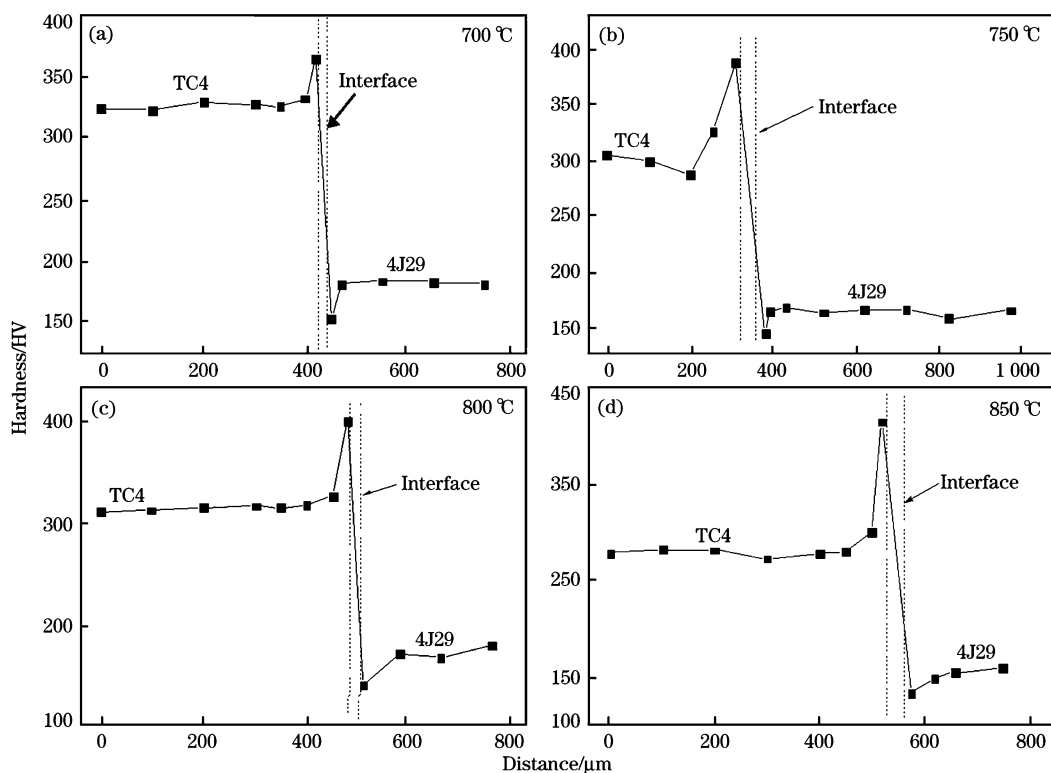 Hardness/HV
(a)
700 ℃
400
350
300
250
200
150
TC4
Interface
4J29
0 200 400 600 800
(b)
750 ℃
400
350
300
250
200
150
TC4
Interface
4J29
0 200 400 600 800 1 000
(c)
800 ℃
400
300
200
100
TC4
Interface
4J29
0 200 400 600 800
(d)
850 ℃
450
350
250
150
100
TC4
Interface
4J29
0 200 400 600 800
Distance/μm